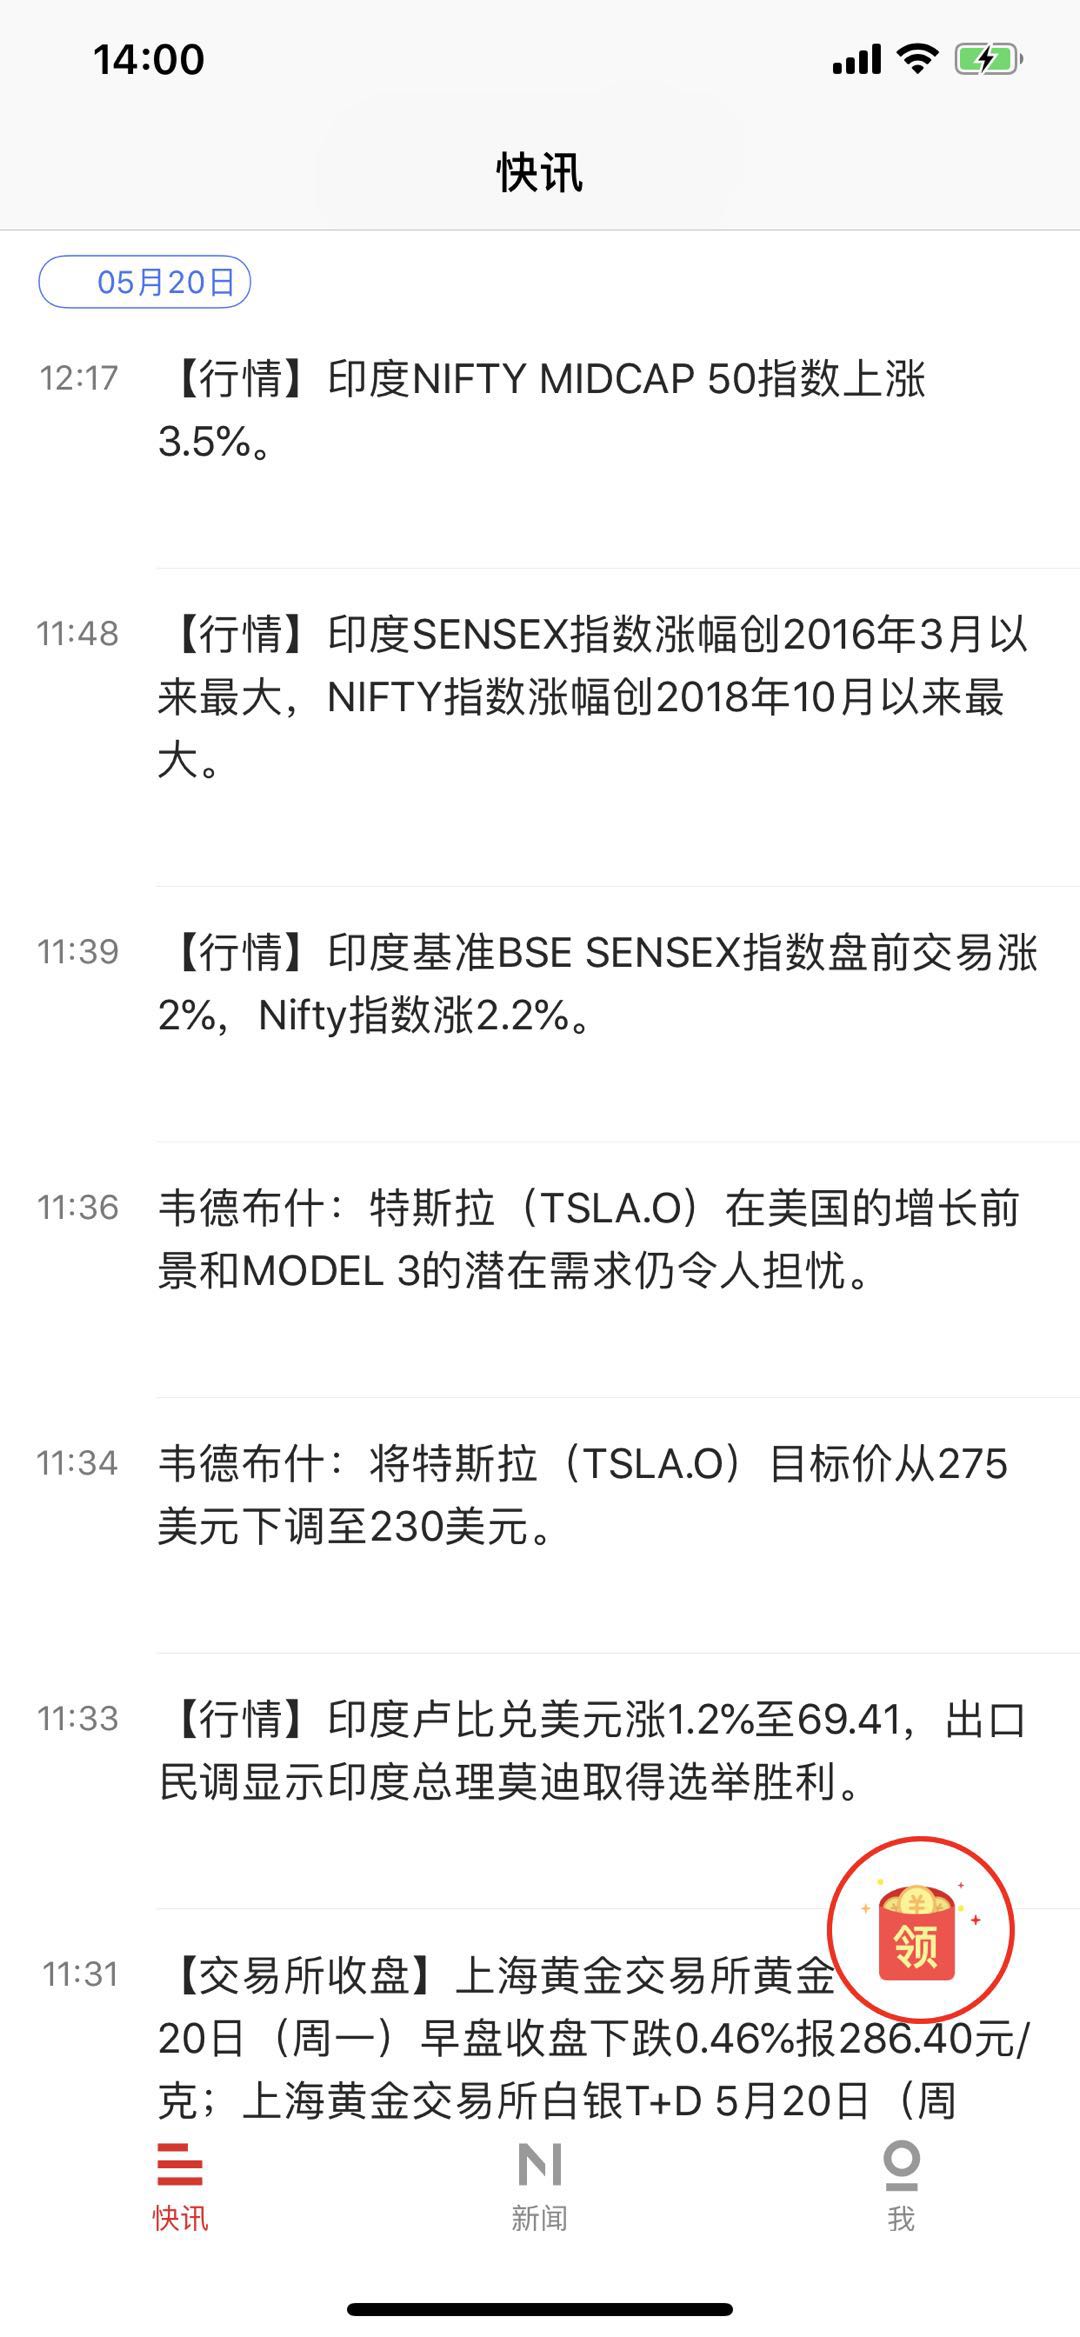 14:00
快讯
05月20日
12:17
【行情】印度NIFTY MIDCAP 50指数上涨
3.5%。
11:48
【行情】印度SENSEX指数涨幅创2016年3月以
来最大，NIFTY指数涨幅创2018年10月以来最
大。
11:39
【行情】印度基准BSE SENSEX指数盘前交易涨
2%，Nifty指数涨2.2%。
11:36
韦德布什：特斯拉（TSLA.O）在美国的增长前
景和MODEL 3的潜在需求仍令人担忧。
11:34
韦德布什：将特斯拉（TSLA.O）目标价从275
美元下调至230美元。
11:33
【行情】印度卢比兑美元涨1.2%至69.41，出口
民调显示印度总理莫迪取得选举胜利。
领
11:31
【交易所收盘】上海黄金交易所黄金
20日（周一）早盘收盘下跌0.46%报286.40元/
克；上海黄金交易所白银T+D 5月20日（周
快讯
新闻
我